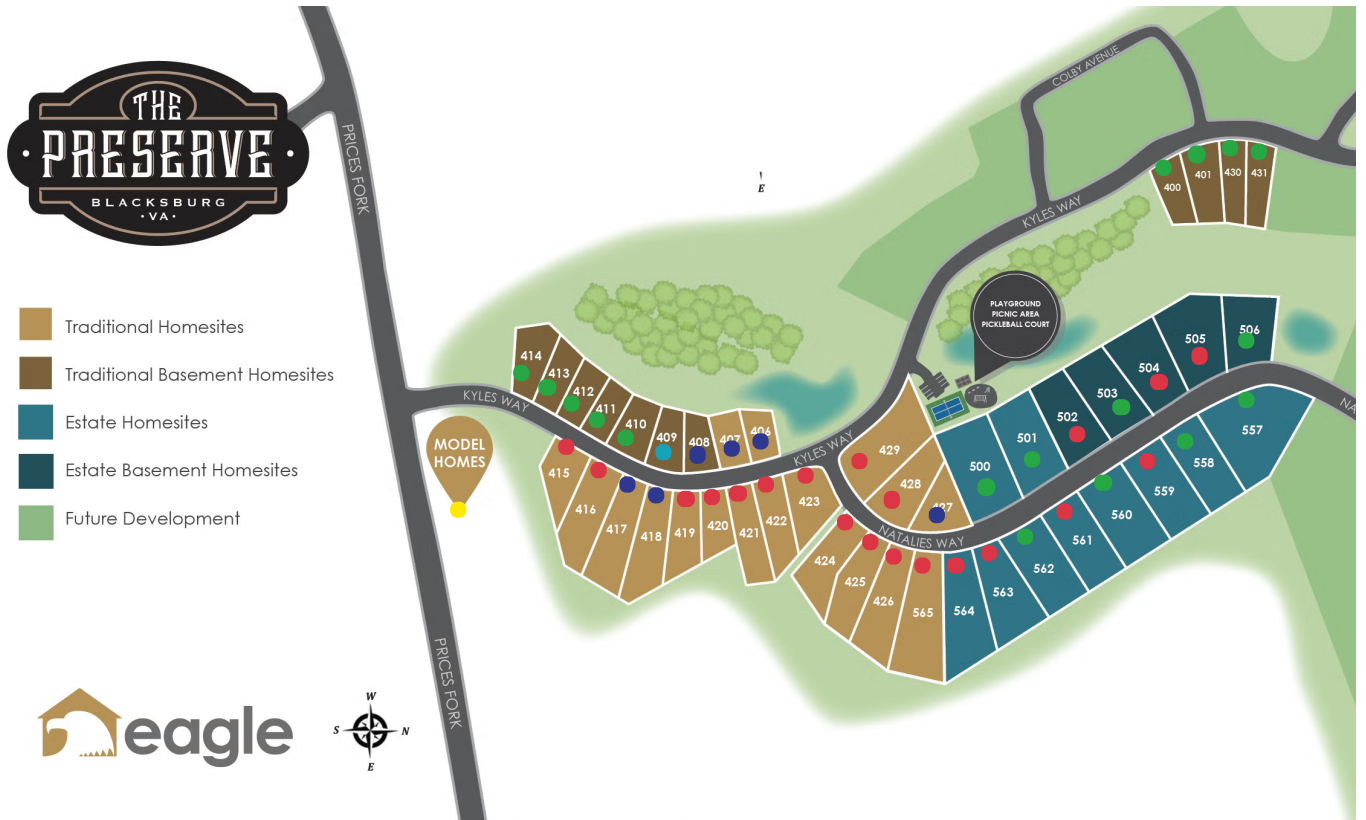 THE
PRESERVE
BLACKSBURG
• VA •
Traditional Homesites
Traditional Basement Homesites
Estate Homesites
Estate Basement Homesites
Future Development
PRICES FORK
COLBY AVENUE
KYLES WAY
E
400
401
430
431
PLAYGROUND
PICNIC AREA
PICKLEBALL COURT
414
413
412
411
410
409
408
407
406
KYLES WAY
KYLES WAY
MODEL
HOMES
415
416
417
418
419
420
421
422
423
429
428
427
500
501
502
503
504
505
506
NATALIES WAY
NA
424
425
426
565
564
563
562
561
560
559
558
557
PRICES FORK
eagle
W
S
N
E